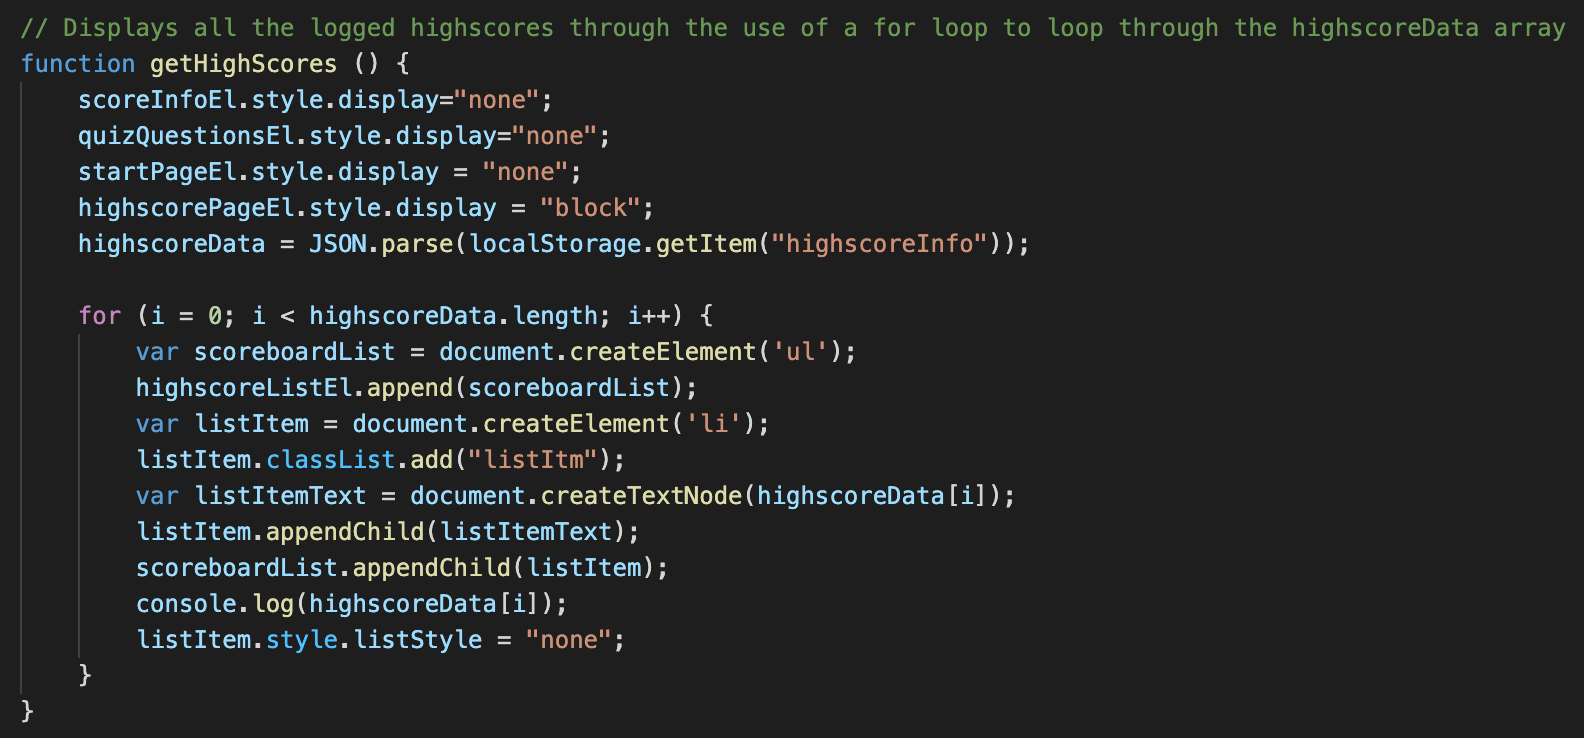 // Displays all the logged highscores through the use of a for loop to loop through the highscoreData array
function getHighScores () {
    scoreInfoEl.style.display="none";
    quizQuestionsEl.style.display="none";
    startPageEl.style.display = "none";
    highscorePageEl.style.display = "block";
    highscoreData = JSON.parse(localStorage.getItem("highscoreInfo"));

    for (i = 0; i < highscoreData.length; i++) {
        var scoreboardList = document.createElement('ul');
        highscoreListEl.append(scoreboardList);
        var listItem = document.createElement('li');
        listItem.classList.add("listItm");
        var listItemText = document.createTextNode(highscoreData[i]);
        listItem.appendChild(listItemText);
        scoreboardList.appendChild(listItem);
        console.log(highscoreData[i]);
        listItem.style.listStyle = "none";
    }
}